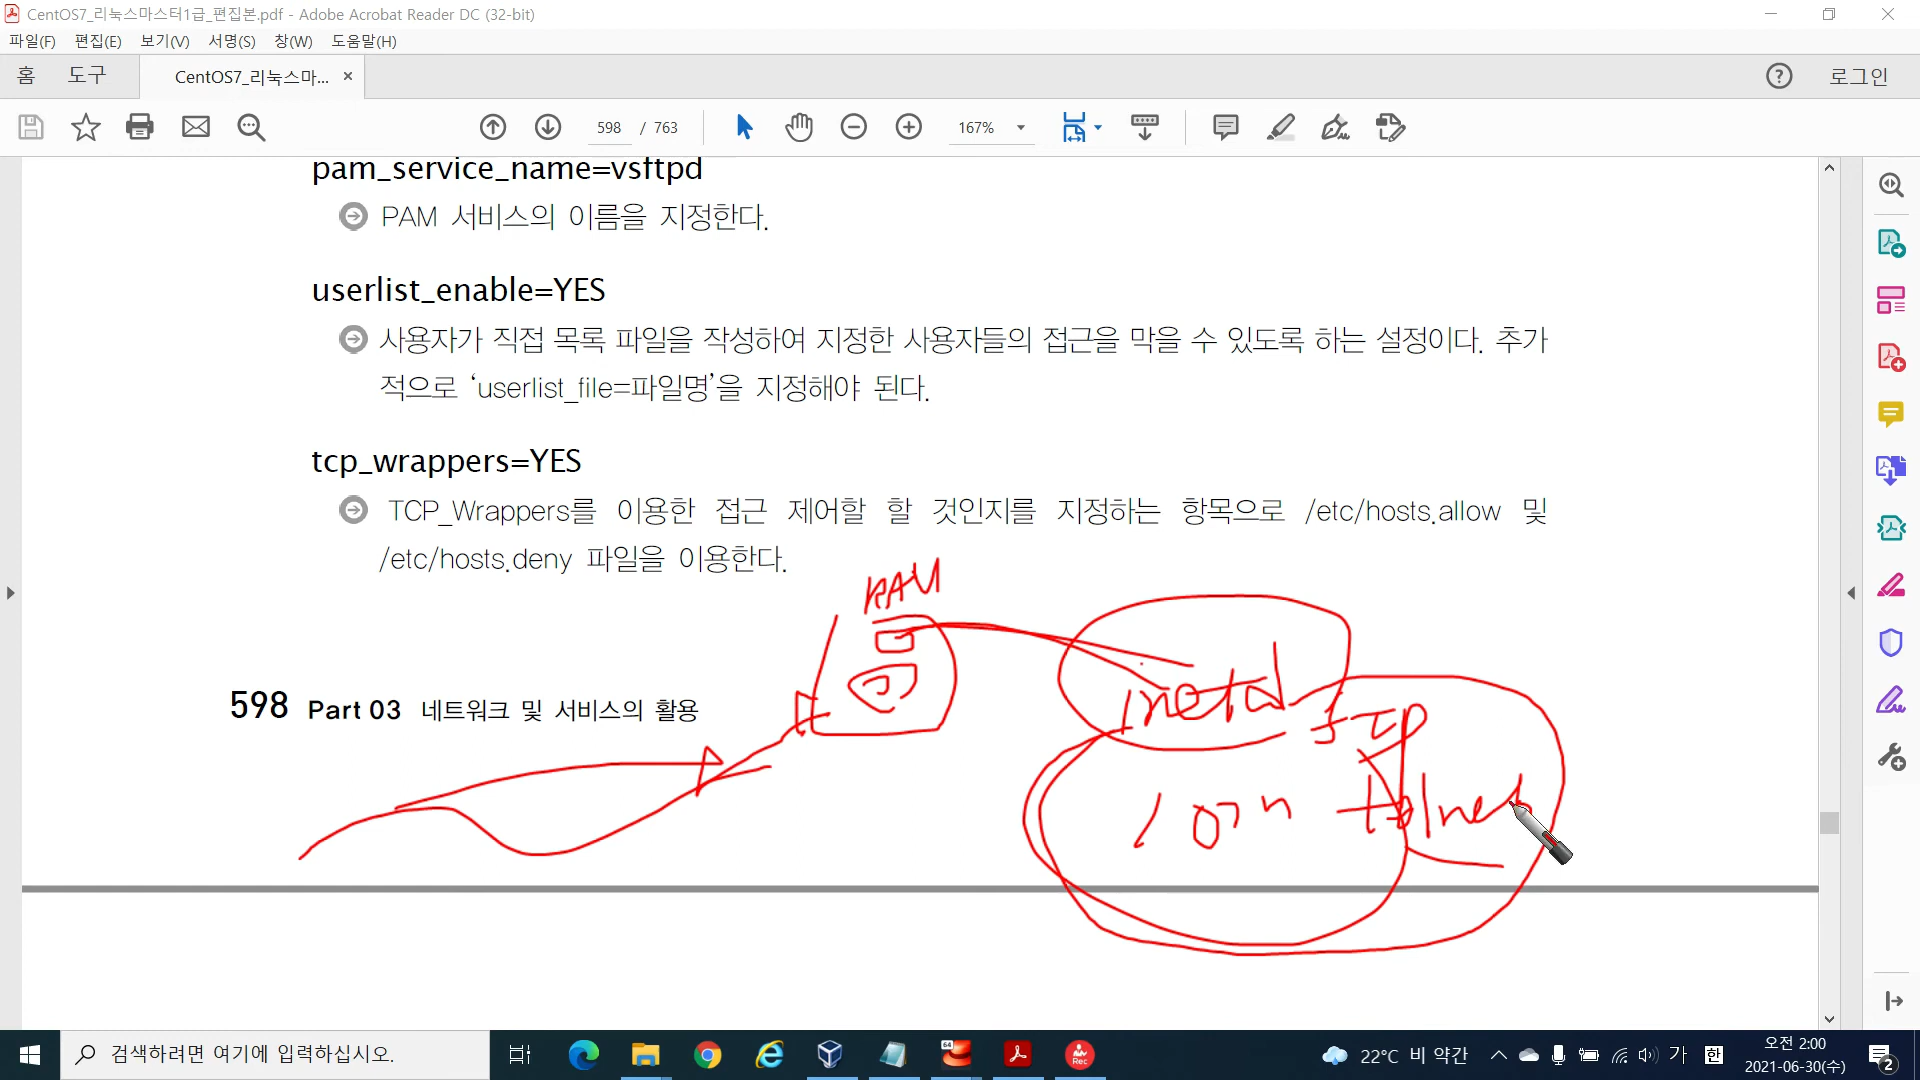 CentOS7_리눅스마스터1급_편집본.pdf - Adobe Acrobat Reader DC (32-bit)
파일(F) 편집(E) 보기(V) 서명(S) 창(W) 도움말(H)
홈 도구 CentOS7_리눅스마... × 로그인
598 / 763 167%
pam_service_name=vsftpd
PAM 서비스의 이름을 지정한다.
userlist_enable=YES
사용자가 직접 목록 파일을 작성하여 지정한 사용자들의 접근을 막을 수 있도록 하는 설정이다. 추가
적으로 ‘userlist_file=파일명’을 지정해야 된다.
tcp_wrappers=YES
TCP_Wrappers를 이용한 접근 제어할 할 것인지를 지정하는 항목으로 /etc/hosts.allow 및
/etc/hosts.deny 파일을 이용한다.
PAM
inetd
ftp
telnet
598 Part 03 네트워크 및 서비스의 활용
검색하려면 여기에 입력하십시오.
64
Rec
22°C 비 약간 가 한 오전 2:00
2021-06-30(수)
2